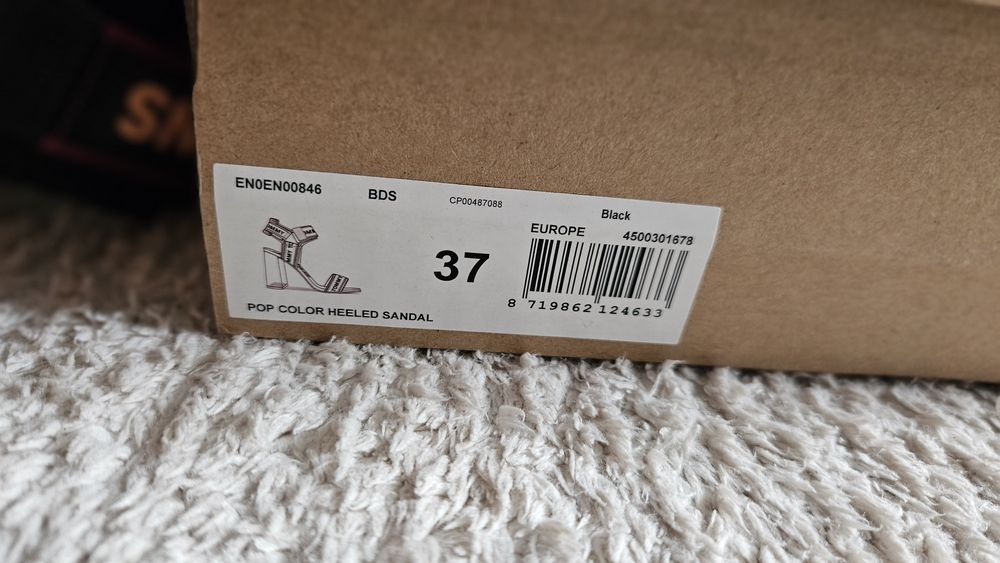 EN0EN00846
BDS
CP00487088
Black
EUROPE
4500301678
37
8 719862 124633
POP COLOR HEELED SANDAL